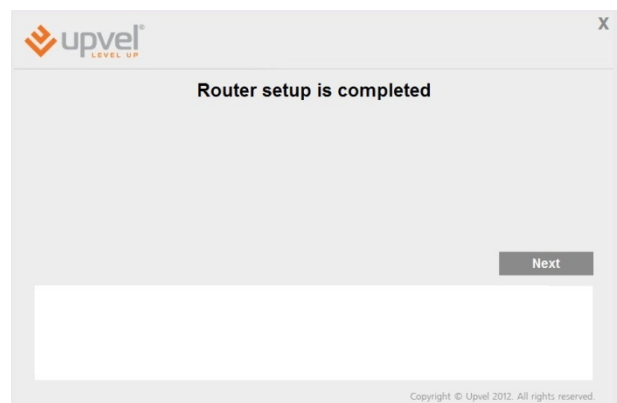 X
upvel®
LEVEL UP
Router setup is completed
Next
Copyright © Upvel 2012. All rights reserved.